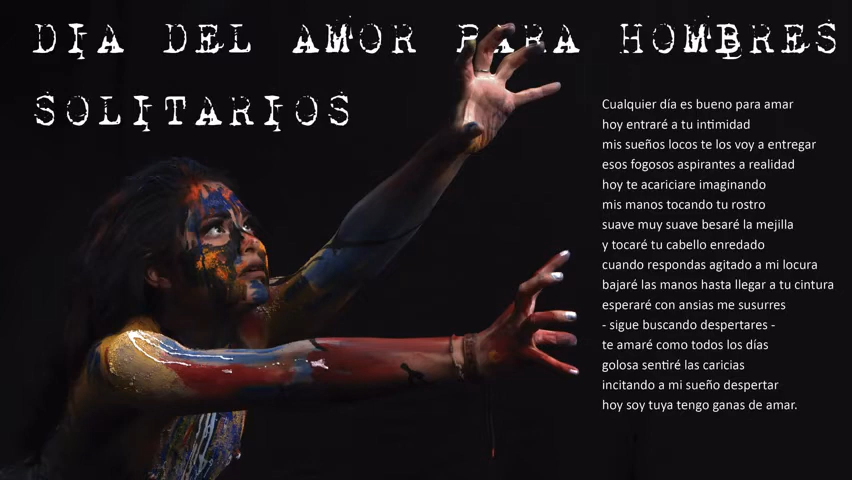 DIA DEL AMOR PARA HOMBRES
SOLITARIOS
Cualquier día es bueno para amar
hoy entraré a tu intimidad
mis sueños locos te los voy a entregar
esos fogosos aspirantes a realidad
hoy te acariciare imaginando
mis manos tocando tu rostro
suave muy suave besaré la mejilla
y tocaré tu cabello enredado
cuando respondas agitado a mi locura
bajaré las manos hasta llegar a tu cintura
esperaré con ansias me susurres
- sigue buscando despertares -
te amaré como todos los días
golosa sentiré las caricias
incitando a mi sueño despertar
hoy soy tuya tengo ganas de amar.